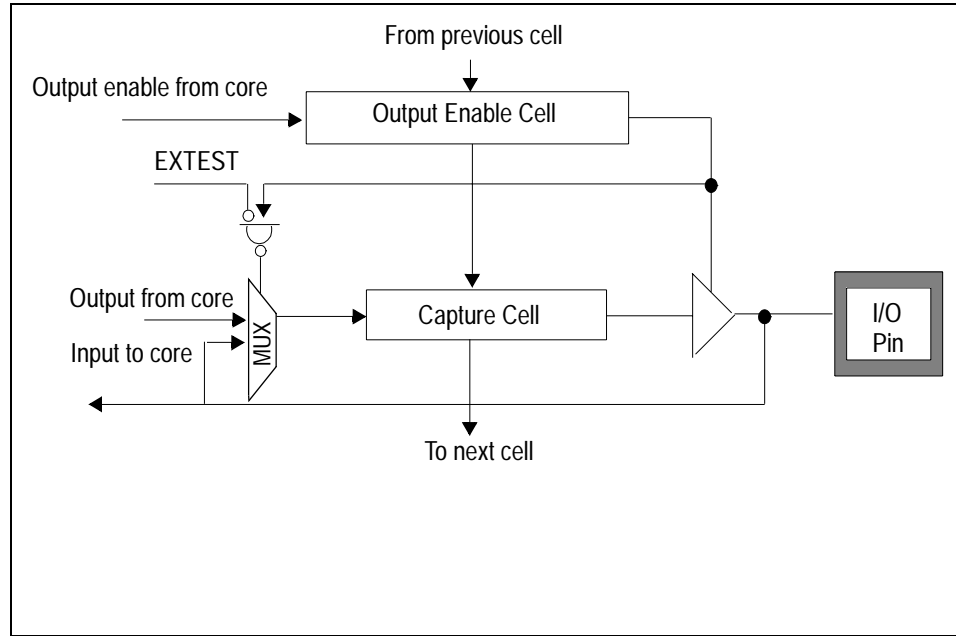 From previous cell
Output enable from core
Output Enable Cell
EXTEST
Output from core
Input to core
MUX
Capture Cell
I/O
Pin
To next cell